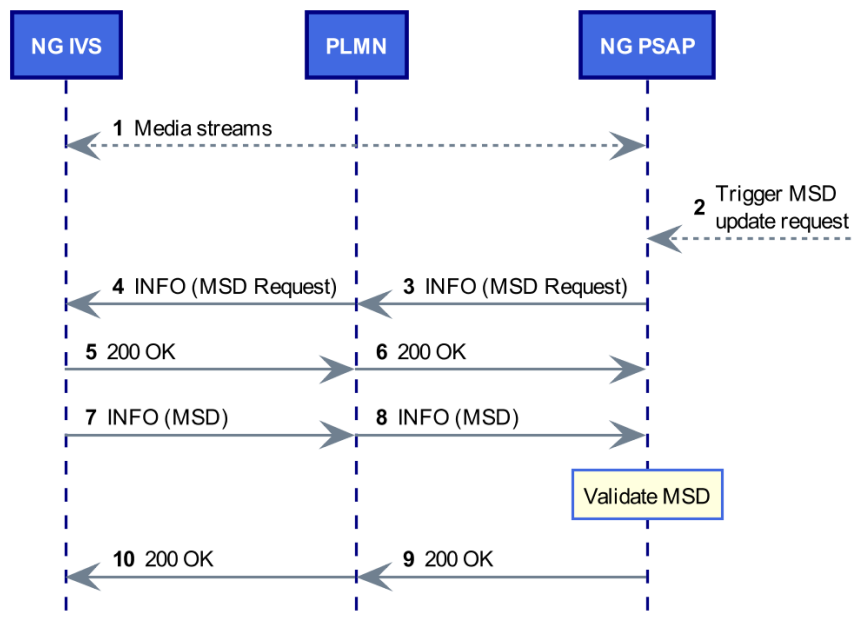 NG IVS PLMN NG PSAP
1 Media streams
2 Trigger MSD
update request
4 INFO (MSD Request) 3 INFO (MSD Request)
5 200 OK 6 200 OK
7 INFO (MSD) 8 INFO (MSD)
Validate MSD
10 200 OK 9 200 OK